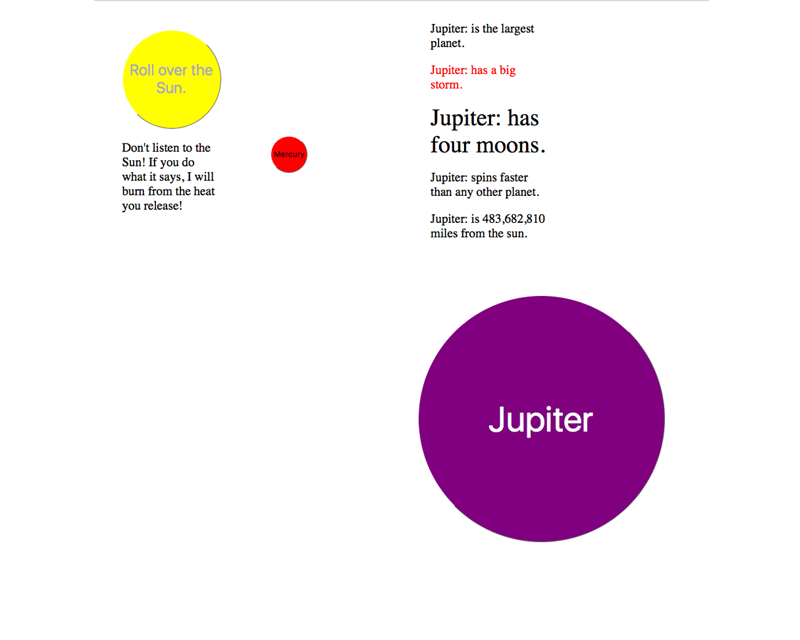 Roll over the
Sun.
Don't listen to the
Sun! If you do
what it says, I will
burn from the heat
you release!
Mercury
Jupiter: is the largest
planet.
Jupiter: has a big
storm.
Jupiter: has
four moons.
Jupiter: spins faster
than any other planet.
Jupiter: is 483,682,810
miles from the sun.
Jupiter